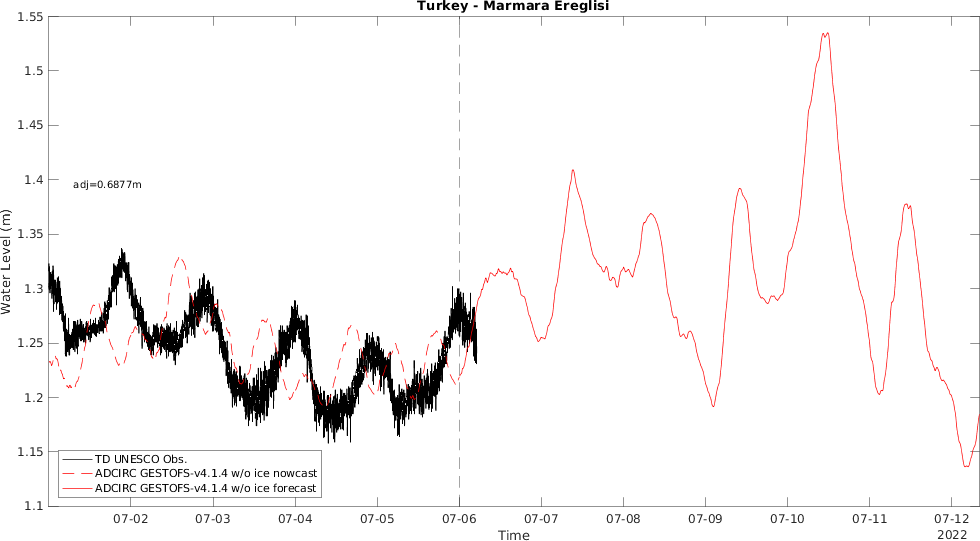 Turkey - Marmara Ereglisi
1.55
1.5
1.45
1.4
1.35
1.3
1.25
1.2
1.15
1.1
Water Level (m)
adj=0.6877m
TD UNESCO Obs.
ADCIRC GESTOFS-v4.1.4 w/o ice nowcast
ADCIRC GESTOFS-v4.1.4 w/o ice forecast
07-02 07-03 07-04 07-05 07-06 07-07 07-08 07-09 07-10 07-11 07-12
Time
2022